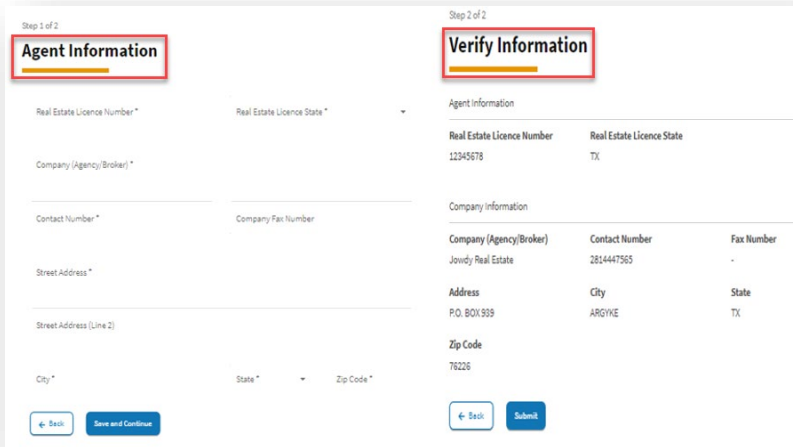 Step 1 of 2
Agent Information
Real Estate Licence Number *
Real Estate Licence State *
Company (Agency/Broker) *
Contact Number *
Company Fax Number
Street Address *
Street Address (Line 2)
City *
State *
Zip Code *
← Back
Save and Continue
Step 2 of 2
Verify Information
Agent Information
Real Estate Licence Number
Real Estate Licence State
12345678
TX
Company Information
Company (Agency/Broker)
Contact Number
Fax Number
Jowdy Real Estate
2814447565
-
Address
City
State
P.O. BOX 939
ARGYKE
TX
Zip Code
76226
← Back
Submit